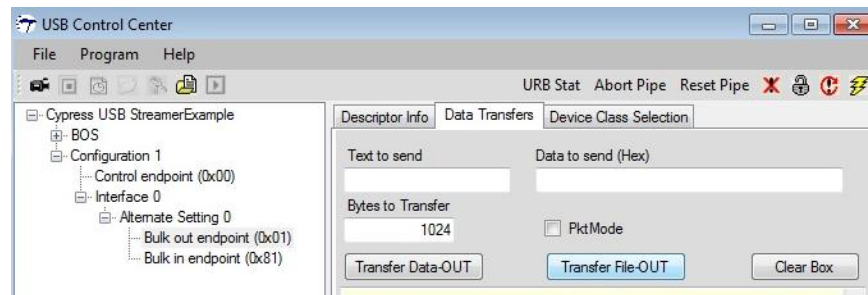 USB Control Center
File Program Help
URB Stat Abort Pipe Reset Pipe
Cypress USB StreamerExample
BOS
Configuration 1
Control endpoint (0x00)
Interface 0
Alternate Setting 0
Bulk out endpoint (0x01)
Bulk in endpoint (0x81)
Descriptor Info Data Transfers Device Class Selection
Text to send Data to send (Hex)
Bytes to Transfer
1024 PktMode
Transfer Data-OUT Transfer File-OUT Clear Box